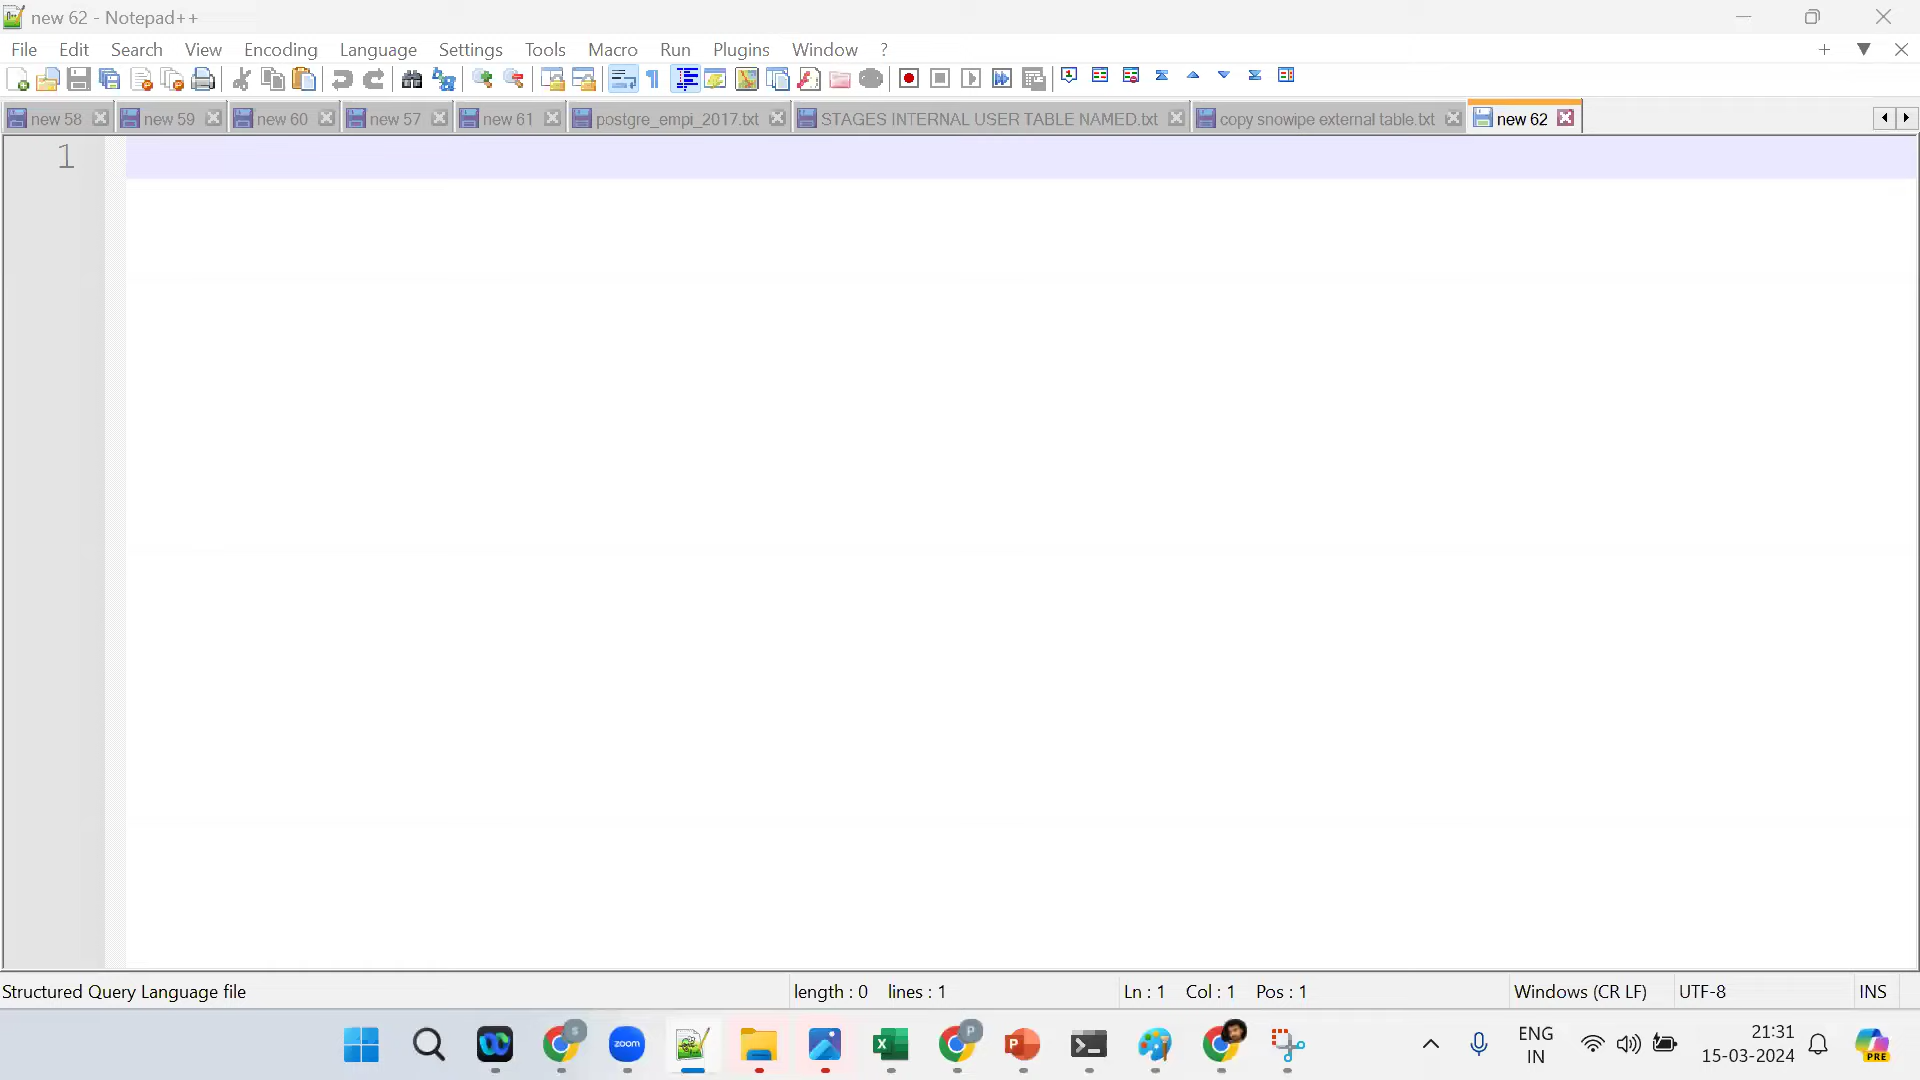 new 62 - Notepad++
File Edit Search View Encoding Language Settings Tools Macro Run Plugins Window ?
new 58 new 59 new 60 new 57 new 61 postgre_empi_2017.txt STAGES INTERNAL USER TABLE NAMED.txt copy snowipe external table.txt new 62
1
Structured Query Language file length : 0 lines : 1 Ln : 1 Col : 1 Pos : 1 Windows (CR LF) UTF-8 INS
S zoom X P P ENG 21:31
IN 15-03-2024 PRE